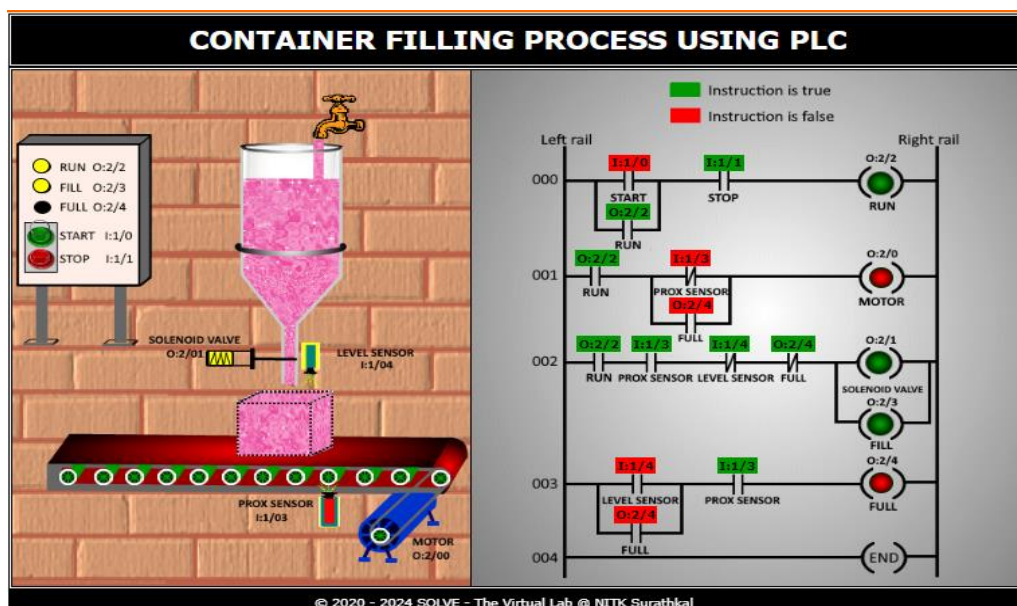 CONTAINER FILLING PROCESS USING PLC
RUN O:2/2
FILL O:2/3
FULL O:2/4
START I:1/0
STOP I:1/1
SOLENOID VALVE
O:2/01
LEVEL SENSOR
I:1/04
PROX SENSOR
I:1/03
MOTOR
O:2/00
Instruction is true
Instruction is false
Left rail
Right rail
000
I:1/0
START
O:2/2
RUN
I:1/1
STOP
O:2/2
RUN
001
O:2/2
RUN
I:1/3
PROX SENSOR
O:2/4
FULL
O:2/0
MOTOR
002
O:2/2
RUN
I:1/3
PROX SENSOR
I:1/4
LEVEL SENSOR
O:2/4
FULL
O:2/1
SOLENOID VALVE
O:2/3
FILL
003
I:1/4
LEVEL SENSOR
O:2/4
FULL
I:1/3
PROX SENSOR
O:2/4
FULL
004
END
© 2020 - 2024 SOLVE - The Virtual Lab @ NITK Surathkal